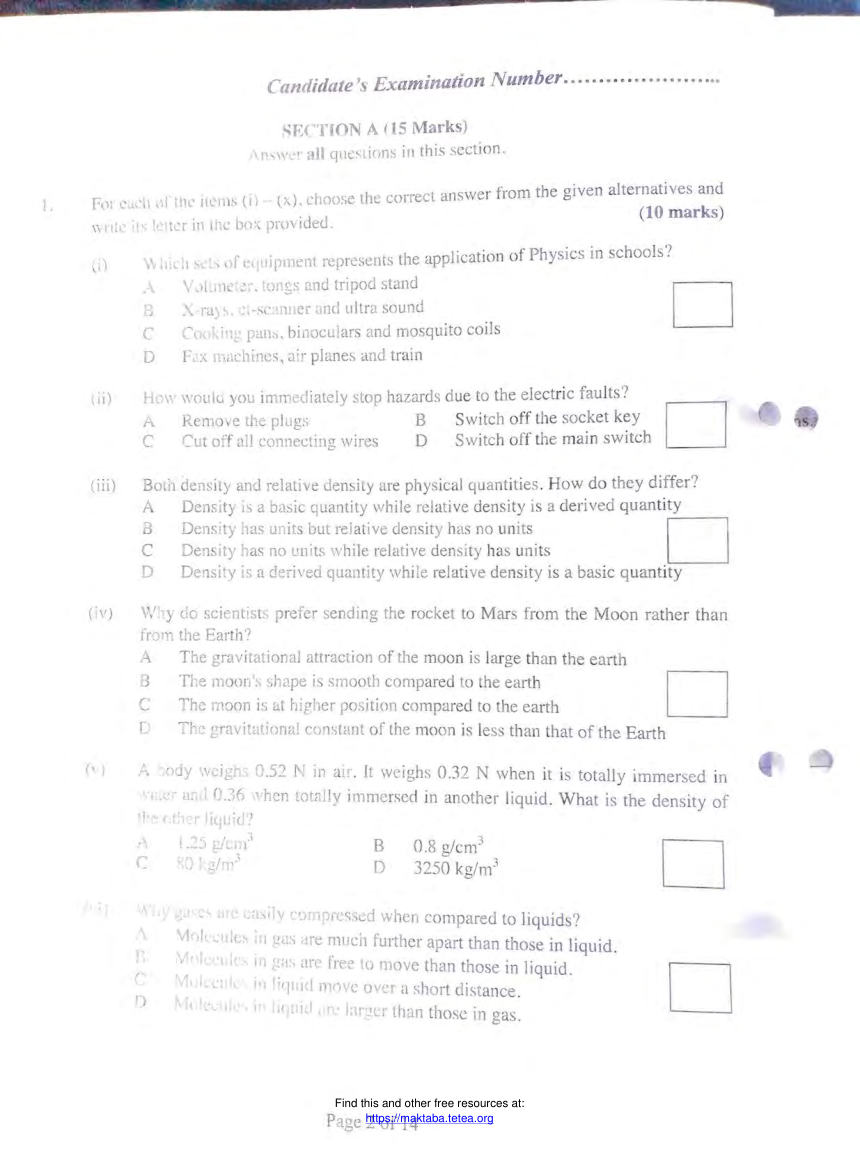 Candidate's Examination Number.......................
SECTION A (15 Marks)
Answer all questions in this section.
1. For each of the items (i) – (x), choose the correct answer from the given alternatives and
write its letter in the box provided. (10 marks)
(i) Which sets of equipment represents the application of Physics in schools?
A Voltmeter, tongs and tripod stand
B X-rays, ct-scanner and ultra sound
C Cooking pans, binoculars and mosquito coils
D Fax machines, air planes and train
(ii) How would you immediately stop hazards due to the electric faults?
A Remove the plugs B Switch off the socket key
C Cut off all connecting wires D Switch off the main switch
(iii) Both density and relative density are physical quantities. How do they differ?
A Density is a basic quantity while relative density is a derived quantity
B Density has units but relative density has no units
C Density has no units while relative density has units
D Density is a derived quantity while relative density is a basic quantity
(iv) Why do scientists prefer sending the rocket to Mars from the Moon rather than
from the Earth?
A The gravitational attraction of the moon is large than the earth
B The moon's shape is smooth compared to the earth
C The moon is at higher position compared to the earth
D The gravitational constant of the moon is less than that of the Earth
(v) A body weighs 0.52 N in air. It weighs 0.32 N when it is totally immersed in
water and 0.36 when totally immersed in another liquid. What is the density of
the other liquid?
A 1.25 g/cm³ B 0.8 g/cm³
C 80 kg/m³ D 3250 kg/m³
(vi) Why gases are easily compressed when compared to liquids?
A Molecules in gas are much further apart than those in liquid.
B Molecules in gas are free to move than those in liquid.
C Molecules in liquid move over a short distance.
D Molecules in liquid are larger than those in gas.
Find this and other free resources at:
https://maktaba.tetea.org
Page 2 of 14